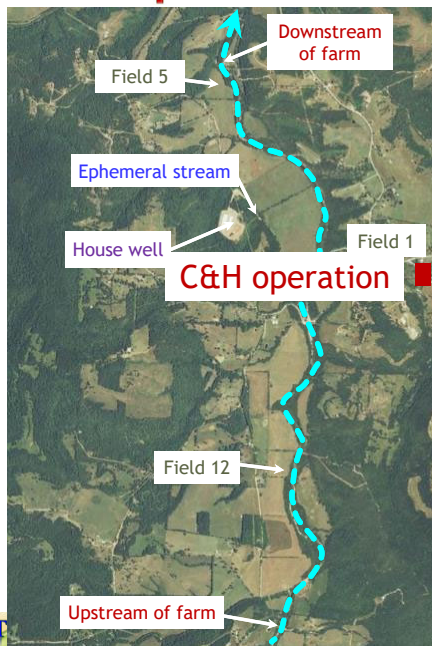 Downstream
of farm
Field 5
Ephemeral stream
House well
Field 1
C&H operation
Field 12
Upstream of farm